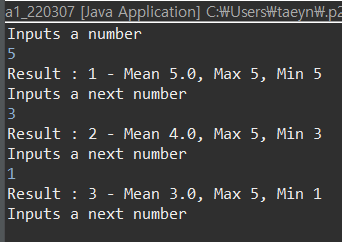 a1_220307 [Java Application] C:₩Users₩taeyn₩.p2
Inputs a number
5
Result : 1 - Mean 5.0, Max 5, Min 5
Inputs a next number
3
Result : 2 - Mean 4.0, Max 5, Min 3
Inputs a next number
1
Result : 3 - Mean 3.0, Max 5, Min 1
Inputs a next number